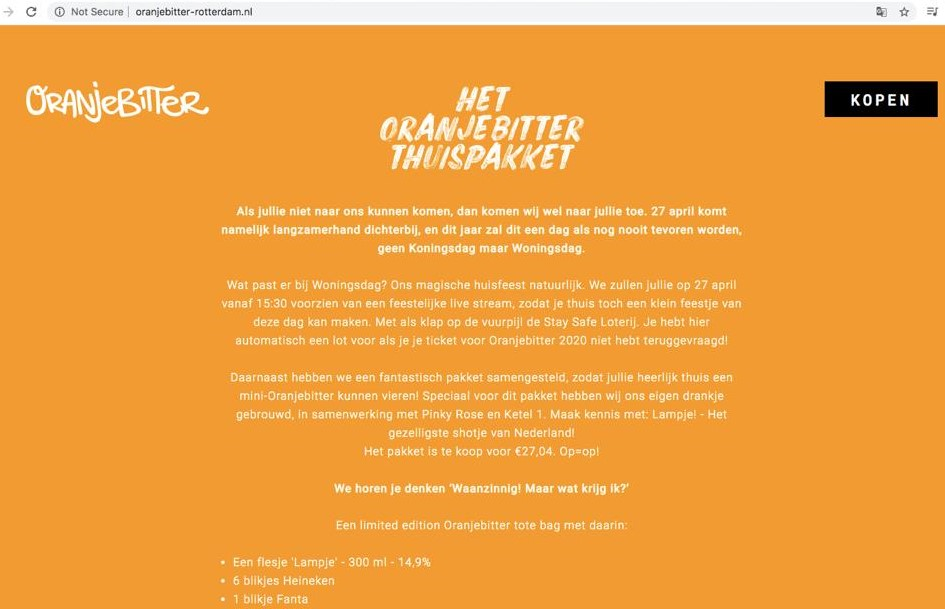 Not Secure | oranjebitter-rotterdam.nl
ORANJEBITTER
HET
ORANJEBITTER
THUISPAKKET
KOPEN
Als jullie niet naar ons kunnen komen, dan komen wij wel naar jullie toe. 27 april komt
namelijk langzamerhand dichterbij, en dit jaar zal dit een dag als nog nooit tevoren worden,
geen Koningsdag maar Woningsdag.
Wat past er bij Woningsdag? Ons magische huisfeest natuurlijk. We zullen jullie op 27 april
vanaf 15:30 voorzien van een feestelijke live stream, zodat je thuis toch een klein feestje van
deze dag kan maken. Met als klap op de vuurpijl de Stay Safe Loterij. Je hebt hier
automatisch een lot voor als je je ticket voor Oranjebitter 2020 niet hebt teruggevraagd!
Daarnaast hebben we een fantastisch pakket samengesteld, zodat jullie heerlijk thuis een
mini-Oranjebitter kunnen vieren! Speciaal voor dit pakket hebben wij ons eigen drankje
gebrouwd, in samenwerking met Pinky Rose en Ketel 1. Maak kennis met: Lampje! - Het
gezelligste shotje van Nederland!
Het pakket is te koop voor €27,04. Op=op!
We horen je denken ‘Waanzinnig! Maar wat krijg ik?’
Een limited edition Oranjebitter tote bag met daarin:
• Een flesje 'Lampje' - 300 ml - 14,9%
• 6 blikjes Heineken
• 1 blikje Fanta